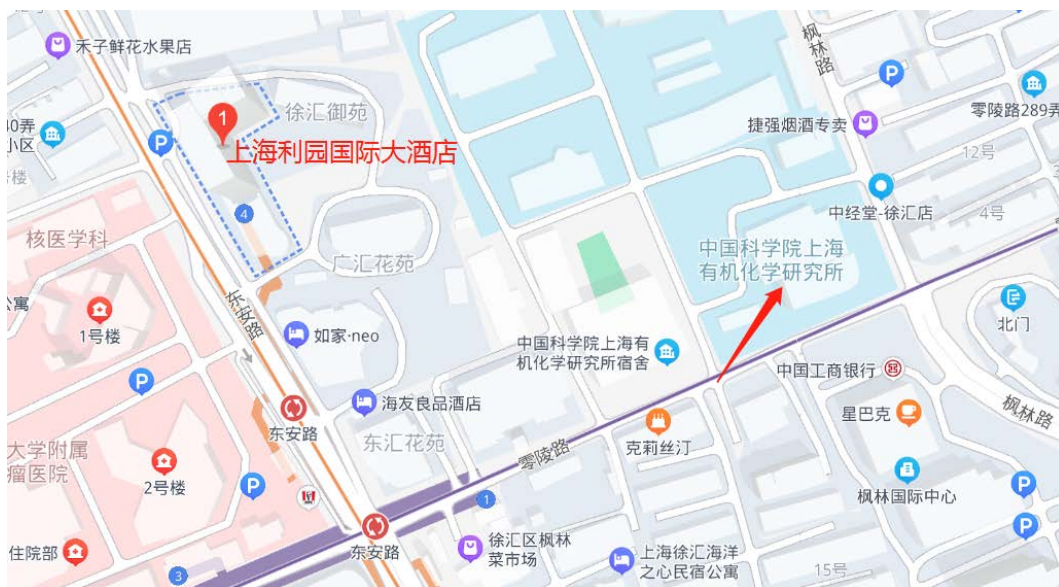 禾子鲜花水果店
枫林路
徐汇御苑
1
上海利园国际大酒店
捷强烟酒专卖
零陵路289弄
12号
40弄
小区
P
中经堂-徐汇店
4号
4
核医学科
广汇花苑
中国科学院上海
有机化学研究所
公寓
1号楼
东安路
如家·neo
中国科学院上海有
机化学研究所宿舍
北门
中国工商银行
P
海友良品酒店
东安路
东汇花苑
克莉丝汀
星巴克
枫林路
大学附属
瘤医院
2号楼
P
零陵路
枫林国际中心
P
1
东安路
住院部
徐汇区枫林
菜市场
上海徐汇海洋
之心民宿公寓
15号
P
3
P